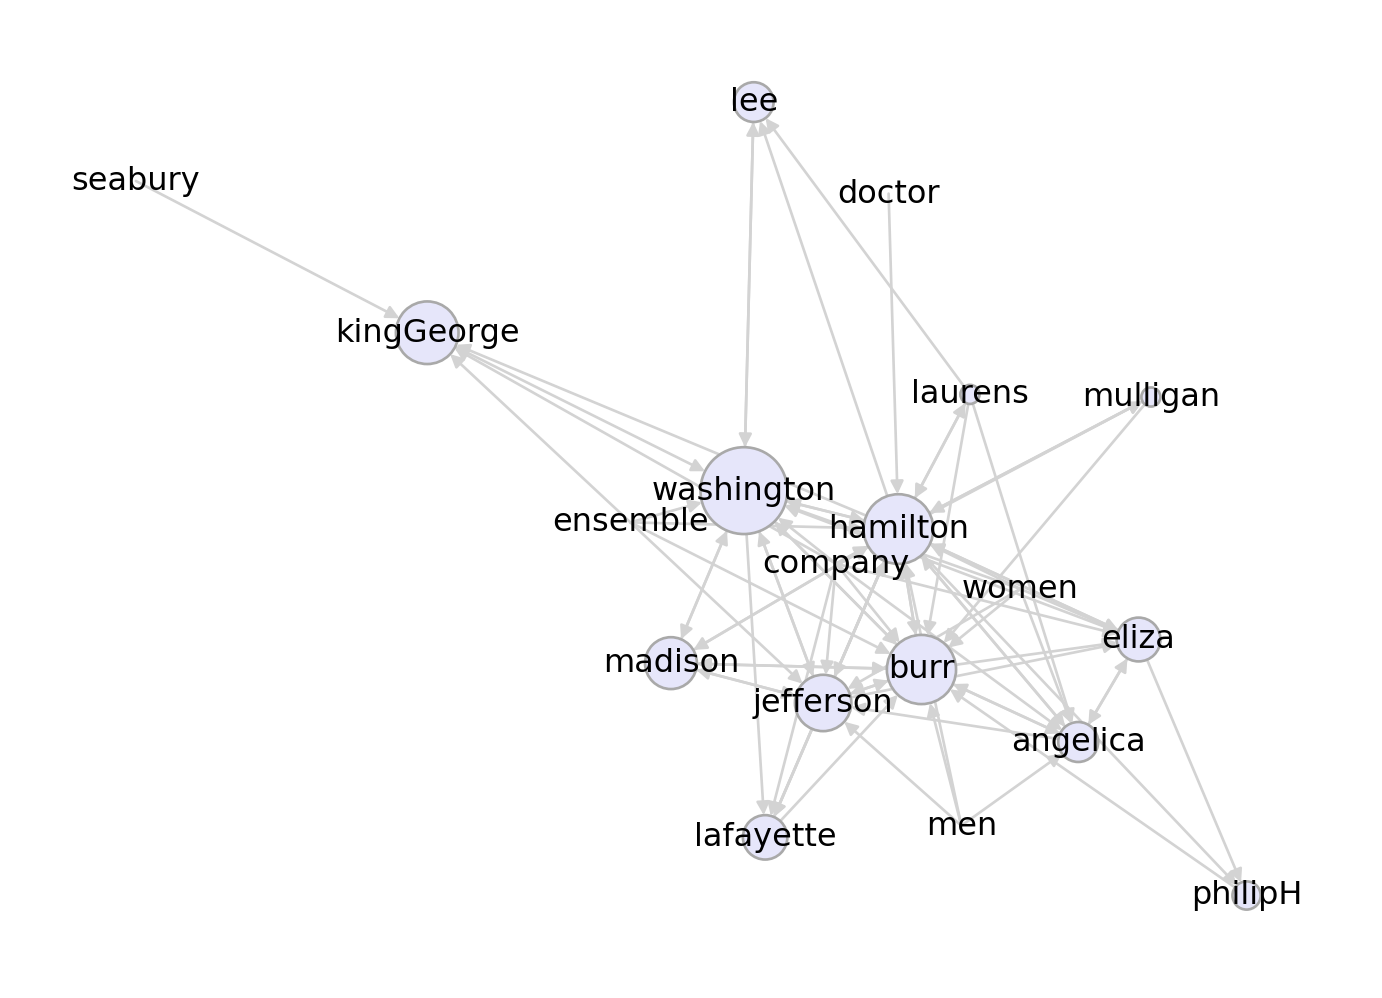 lee
seabury
doctor
kingGeorge
laurens
mulligan
washington
ensemble
hamilton
company
women
eliza
madison
burr
jefferson
angelica
men
lafayette
philipH